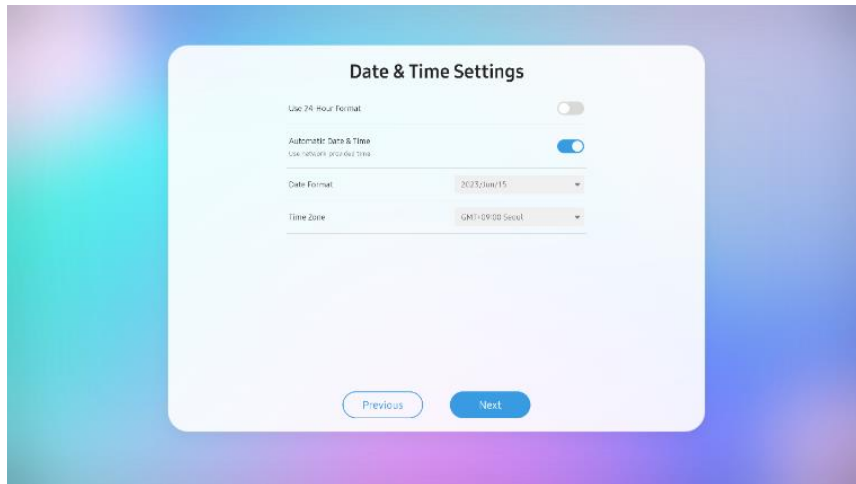 Date & Time Settings
Use 24 Hour Format
Automatic Date & Time
Use network provided time
Date Format 2023/Jun/15
Time Zone GMT+09:00 Seoul
Previous Next